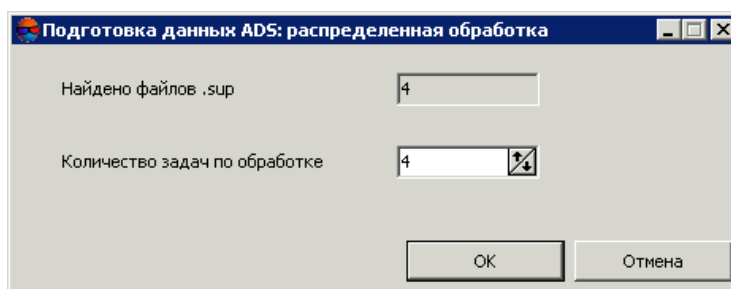 Подготовка данных ADS: распределенная обработка
Найдено файлов .sup 4
Количество задач по обработке 4
OK Отмена